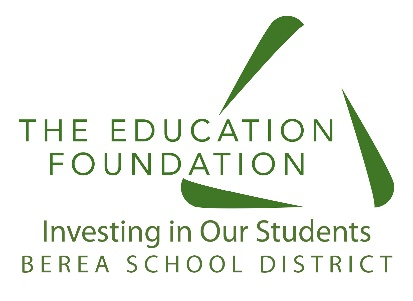 THE EDUCATION
FOUNDATION
Investing in Our Students
BEREA SCHOOL DISTRICT